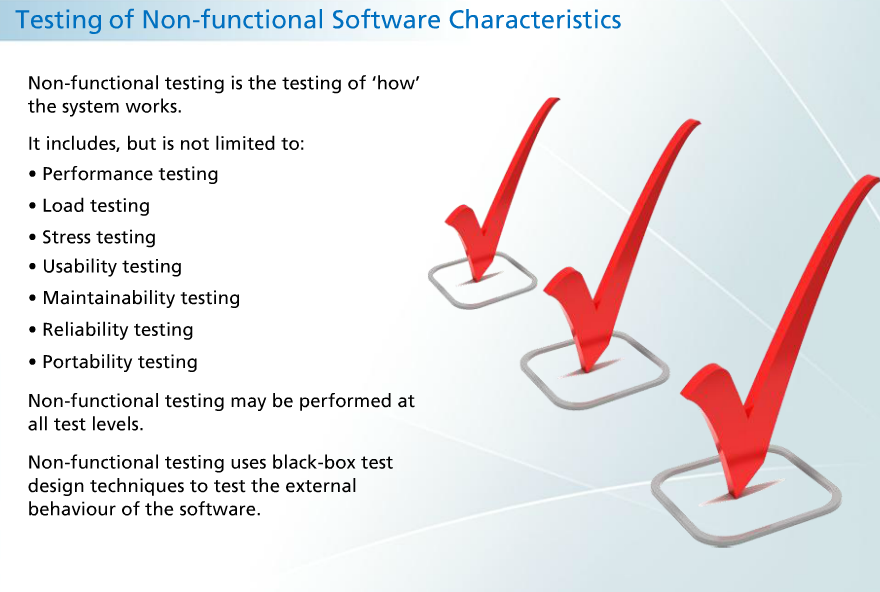 Testing of Non-functional Software Characteristics
Non-functional testing is the testing of ‘how’
the system works.
It includes, but is not limited to:
• Performance testing
• Load testing
• Stress testing
• Usability testing
• Maintainability testing
• Reliability testing
• Portability testing
Non-functional testing may be performed at
all test levels.
Non-functional testing uses black-box test
design techniques to test the external
behaviour of the software.